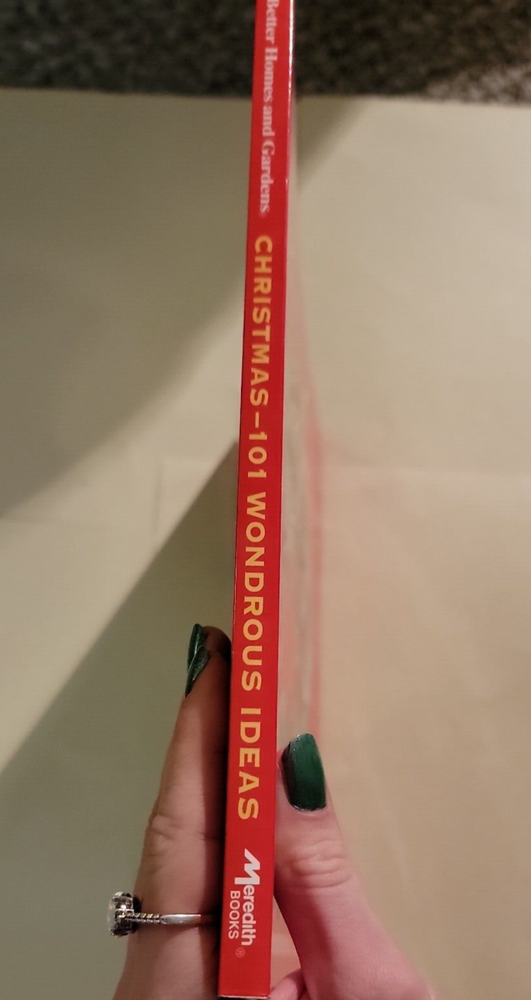 Better Homes and Gardens®
CHRISTMAS–101 WONDROUS IDEAS
Meredith®
BOOKS